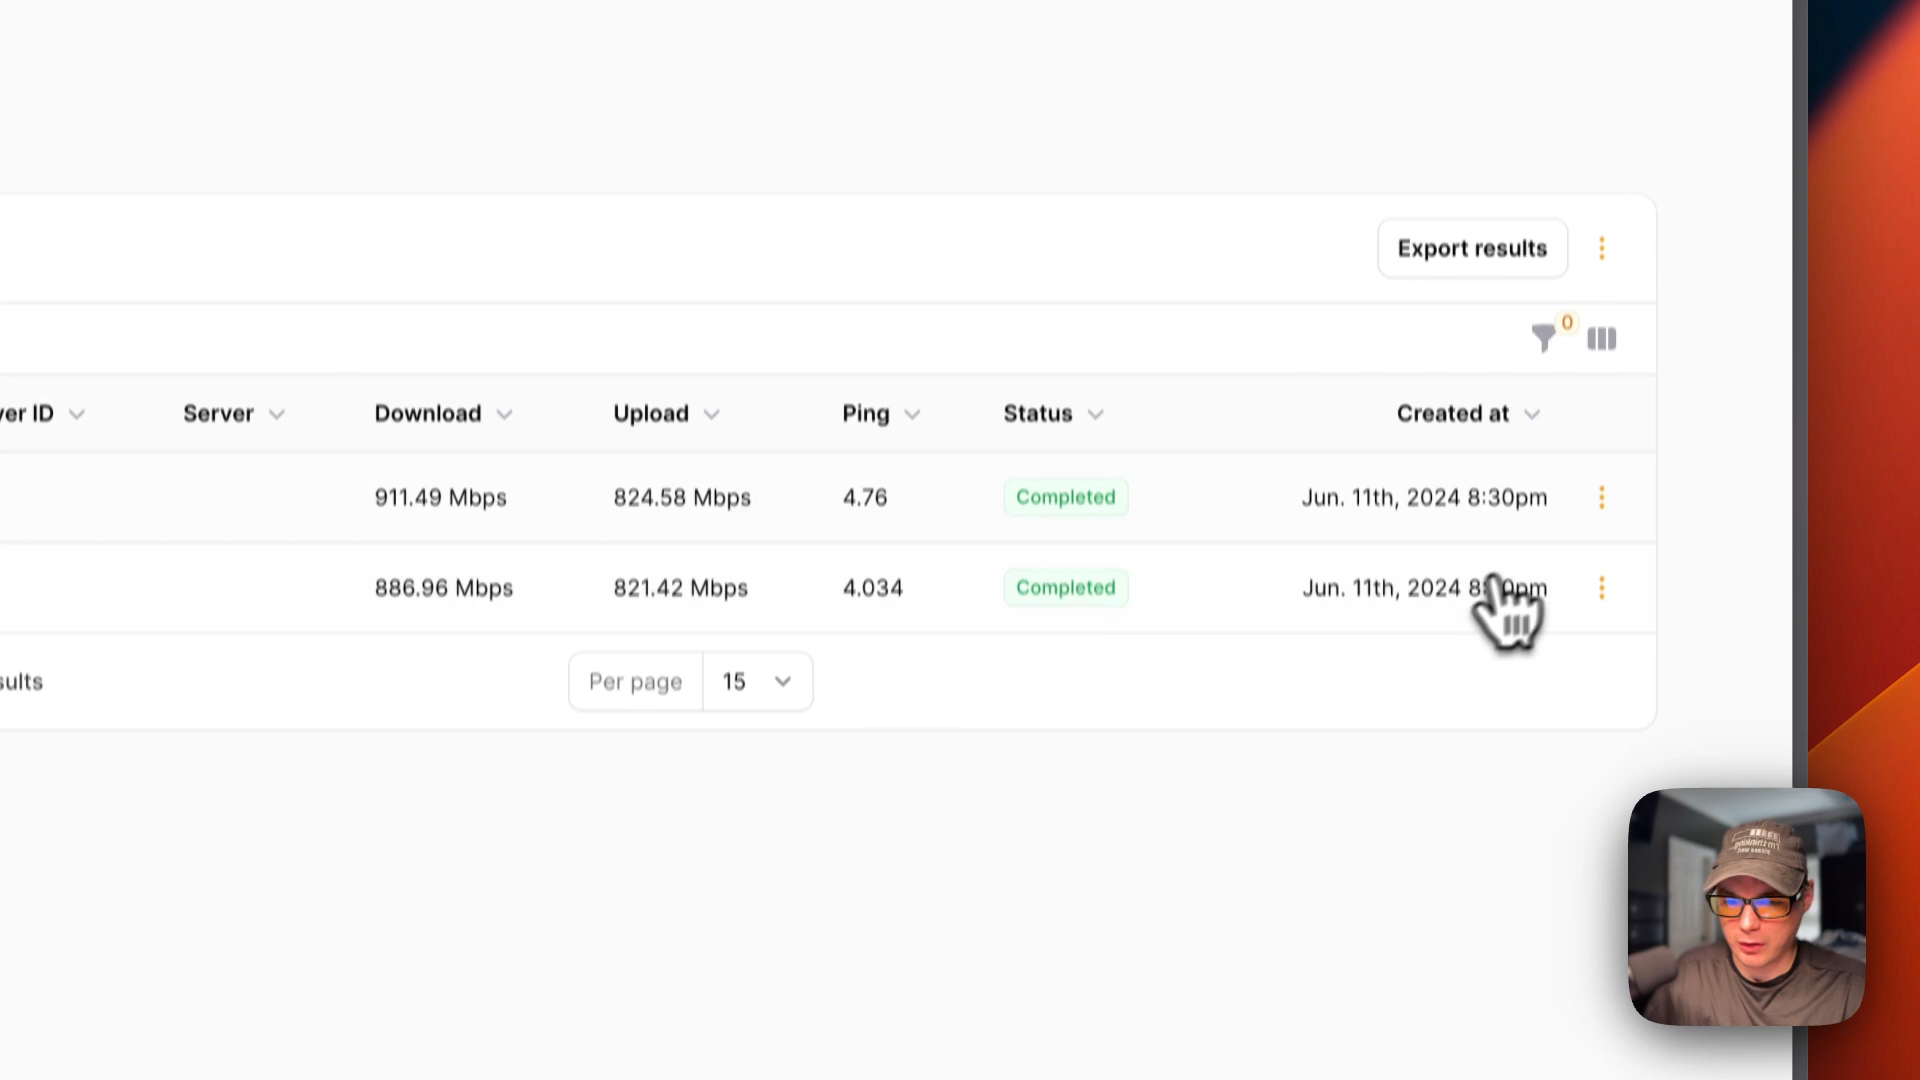 Export results
0
ver ID Server Download Upload Ping Status Created at
911.49 Mbps 824.58 Mbps 4.76 Completed Jun. 11th, 2024 8:30pm
886.96 Mbps 821.42 Mbps 4.034 Completed Jun. 11th, 2024
sults Per page 15